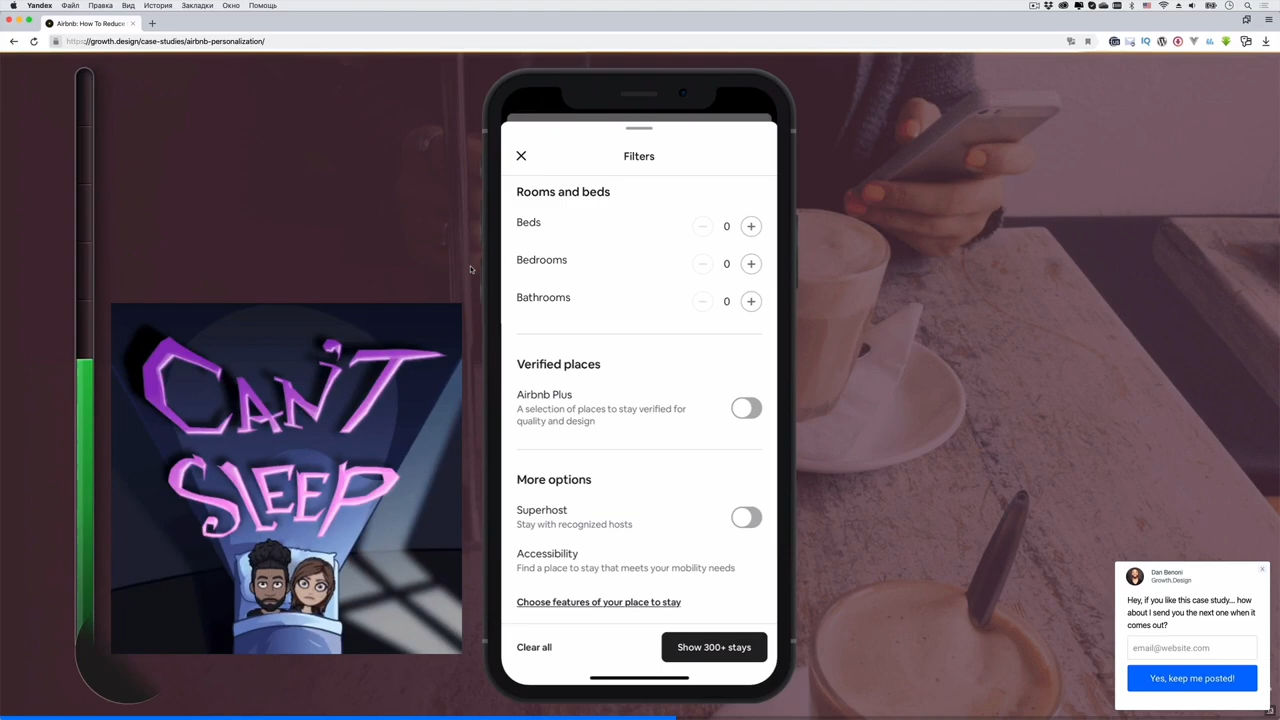 Yandex Файл Правка Вид История Закладки Окно Помощь
Airbnb: How To Reduce
https://growth.design/case-studies/airbnb-personalization/
CAN'T
SLEEP
Filters
Rooms and beds
Beds 0
Bedrooms 0
Bathrooms 0
Verified places
Airbnb Plus
A selection of places to stay verified for
quality and design
More options
Superhost
Stay with recognized hosts
Accessibility
Find a place to stay that meets your mobility needs
Choose features of your place to stay
Clear all Show 300+ stays
Dan Benoni
Growth.Design
Hey, if you like this case study... how
about I send you the next one when it
comes out?
email@website.com
Yes, keep me posted!